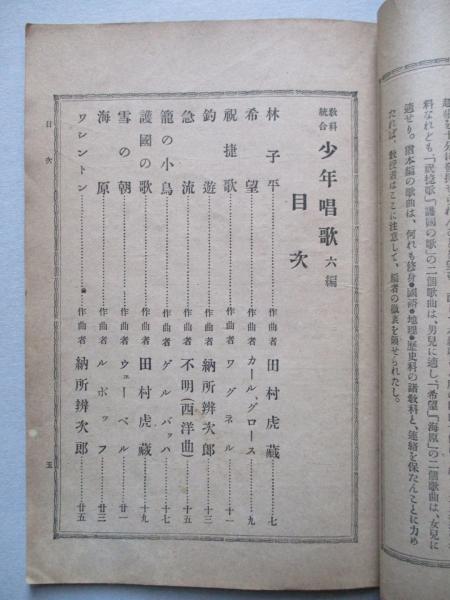 料なれども「祝捷歌」「護國の歌」の二個歌曲は、男兒に適し「希望」「海原」の二個歌曲は、女兒に
適せり。殊本編の歌曲は、何れも修身・國語・地理・歷史科の諸教科と、連絡を保たんことに力め
たれば、教授者はここに注意して、編者の微衷を領せられたし。
教科統合 少年唱歌 六編
目次
林子平 作曲者 田村虎藏 七
希望 作曲者 カール、グロース 九
祝捷歌 作曲者 ワグネル 十一
釣遊 作曲者 納所辨次郎 十三
急流 作曲者 不明(西洋曲) 十五
籠の小鳥 作曲者 ゲルバッハ 十七
護國の歌 作曲者 田村虎藏 十九
雪の朝 作曲者 ウェーベル 廿一
海原 作曲者 ルボッフ 廿三
ワシントン 作曲者 納所辨次郎 廿五
目次
五